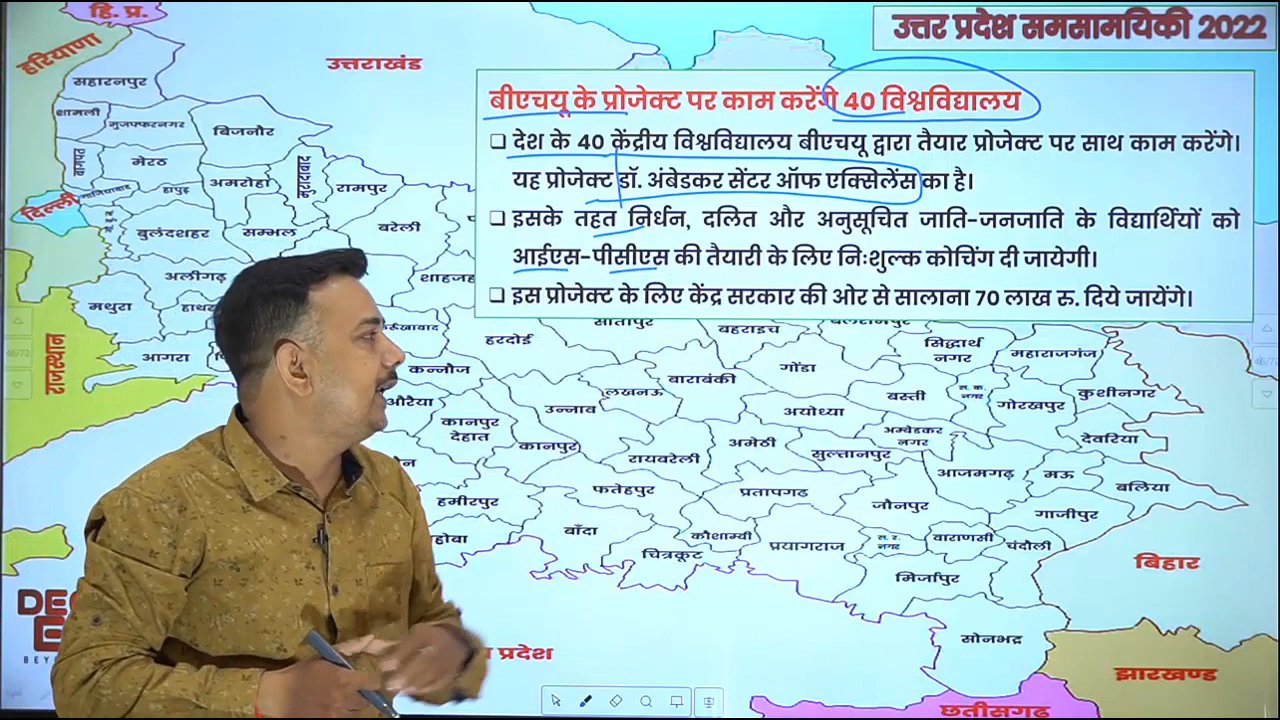 हि. प्र.
हरियाणा
उत्तराखंड
उत्तर प्रदेश समसामयिकी 2022
बीएचयू के प्रोजेक्ट पर काम करेंगे 40 विश्वविद्यालय
देश के 40 केंद्रीय विश्वविद्यालय बीएचयू द्वारा तैयार प्रोजेक्ट पर साथ काम करेंगे।
यह प्रोजेक्ट डॉ. अंबेडकर सेंटर ऑफ एक्सिलेंस का है।
इसके तहत निर्धन, दलित और अनुसूचित जाति-जनजाति के विद्यार्थियों को
आईएस-पीसीएस की तैयारी के लिए निःशुल्क कोचिंग दी जायेगी।
इस प्रोजेक्ट के लिए केंद्र सरकार की ओर से सालाना 70 लाख रु. दिये जायेंगे।
सहारनपुर
शामली
मुजफ्फरनगर
बिजनौर
बागपत
मेरठ
हापुड़
अमरोहा
मुरादाबाद
रामपुर
दिल्ली
बुलंदशहर
सम्भल
बरेली
अलीगढ़
मथुरा
आगरा
राजस्थान
हरदोई
सीतापुर
बहराइच
बलरामपुर
सिद्धार्थ
नगर
महाराजगंज
कन्नौज
लखनऊ
बाराबंकी
गोंडा
बस्ती
गोरखपुर
कुशीनगर
औरैया
कानपुर
देहात
उन्नाव
अयोध्या
अम्बेडकर
नगर
देवरिया
कानपुर
रायबरेली
अमेठी
सुल्तानपुर
आजमगढ़
मऊ
बलिया
हमीरपुर
फतेहपुर
प्रतापगढ़
जौनपुर
गाजीपुर
बाँदा
कौशाम्बी
चित्रकूट
प्रयागराज
वाराणसी
चंदौली
मिर्जापुर
सोनभद्र
बिहार
झारखण्ड
छत्तीसगढ़
प्रदेश